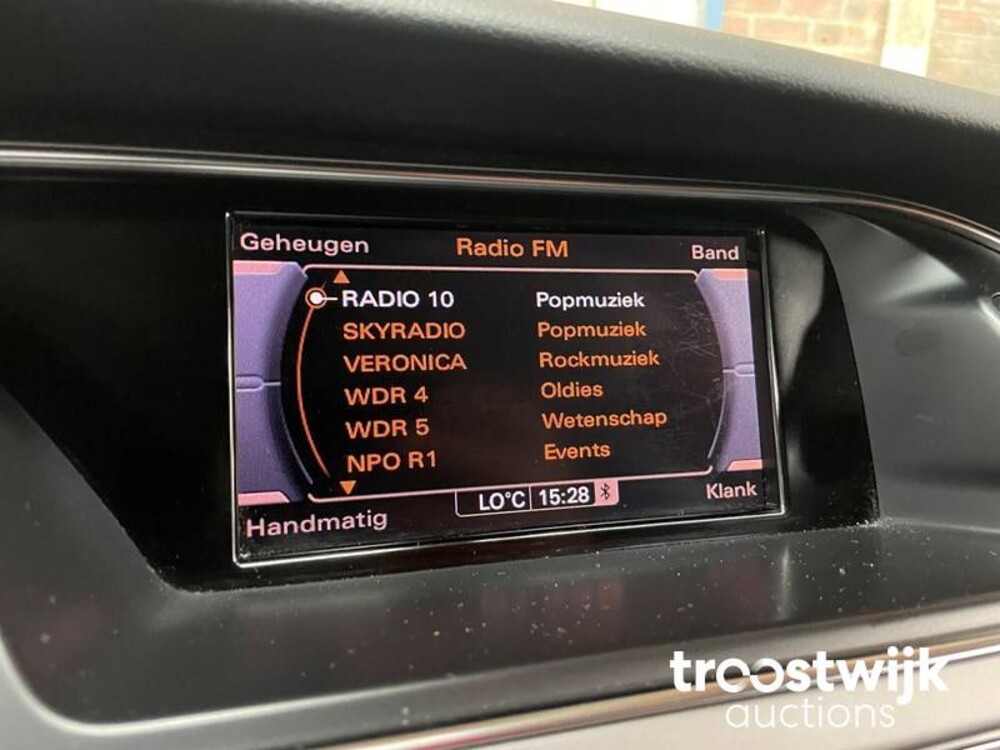 Geheugen Radio FM Band
RADIO 10 Popmuziek
SKYRADIO Popmuziek
VERONICA Rockmuziek
WDR 4 Oldies
WDR 5 Wetenschap
NPO R1 Events
Handmatig LO°C 15:28 Klank
troostwijk
auctions